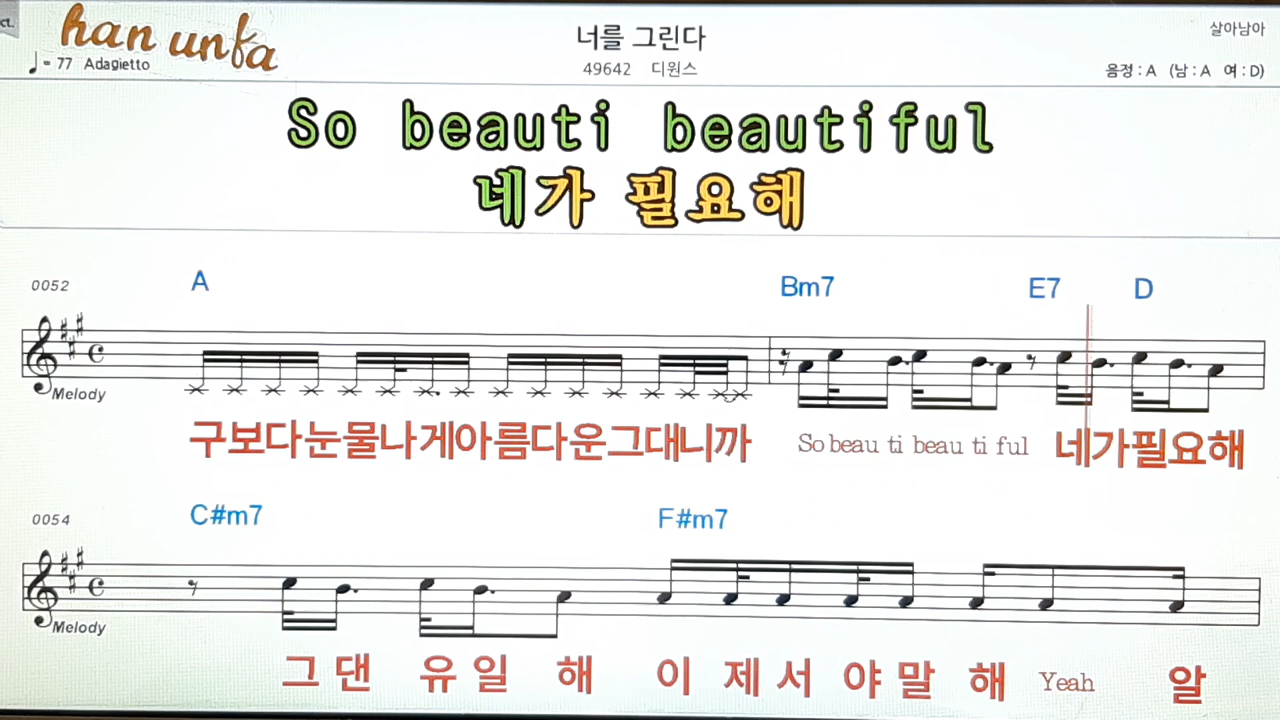 ct.
han unfa
너를 그린다
살아남아
♩= 77 Adagietto
49642 디원스
음정 : A (남 : A 여 : D)
So beauti beautiful
네가 필요해
0052
A Bm7 E7 D
Melody
구보다눈물나게아름다운그대니까 So beau ti beau ti ful 네가필요해
0054
C#m7 F#m7
Melody
그 댄 유 일 해 이 제 서 야 말 해 Yeah 알